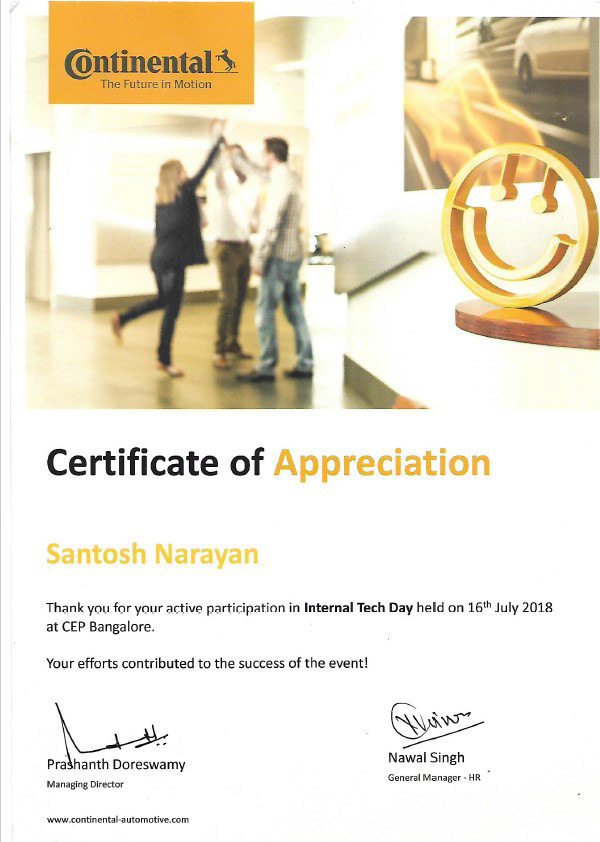 Continental
The Future in Motion
Certificate of Appreciation
Santosh Narayan
Thank you for your active participation in Internal Tech Day held on 16th July 2018
at CEP Bangalore.
Your efforts contributed to the success of the event!
Prashanth Doreswamy
Managing Director
Nawal Singh
General Manager - HR
www.continental-automotive.com